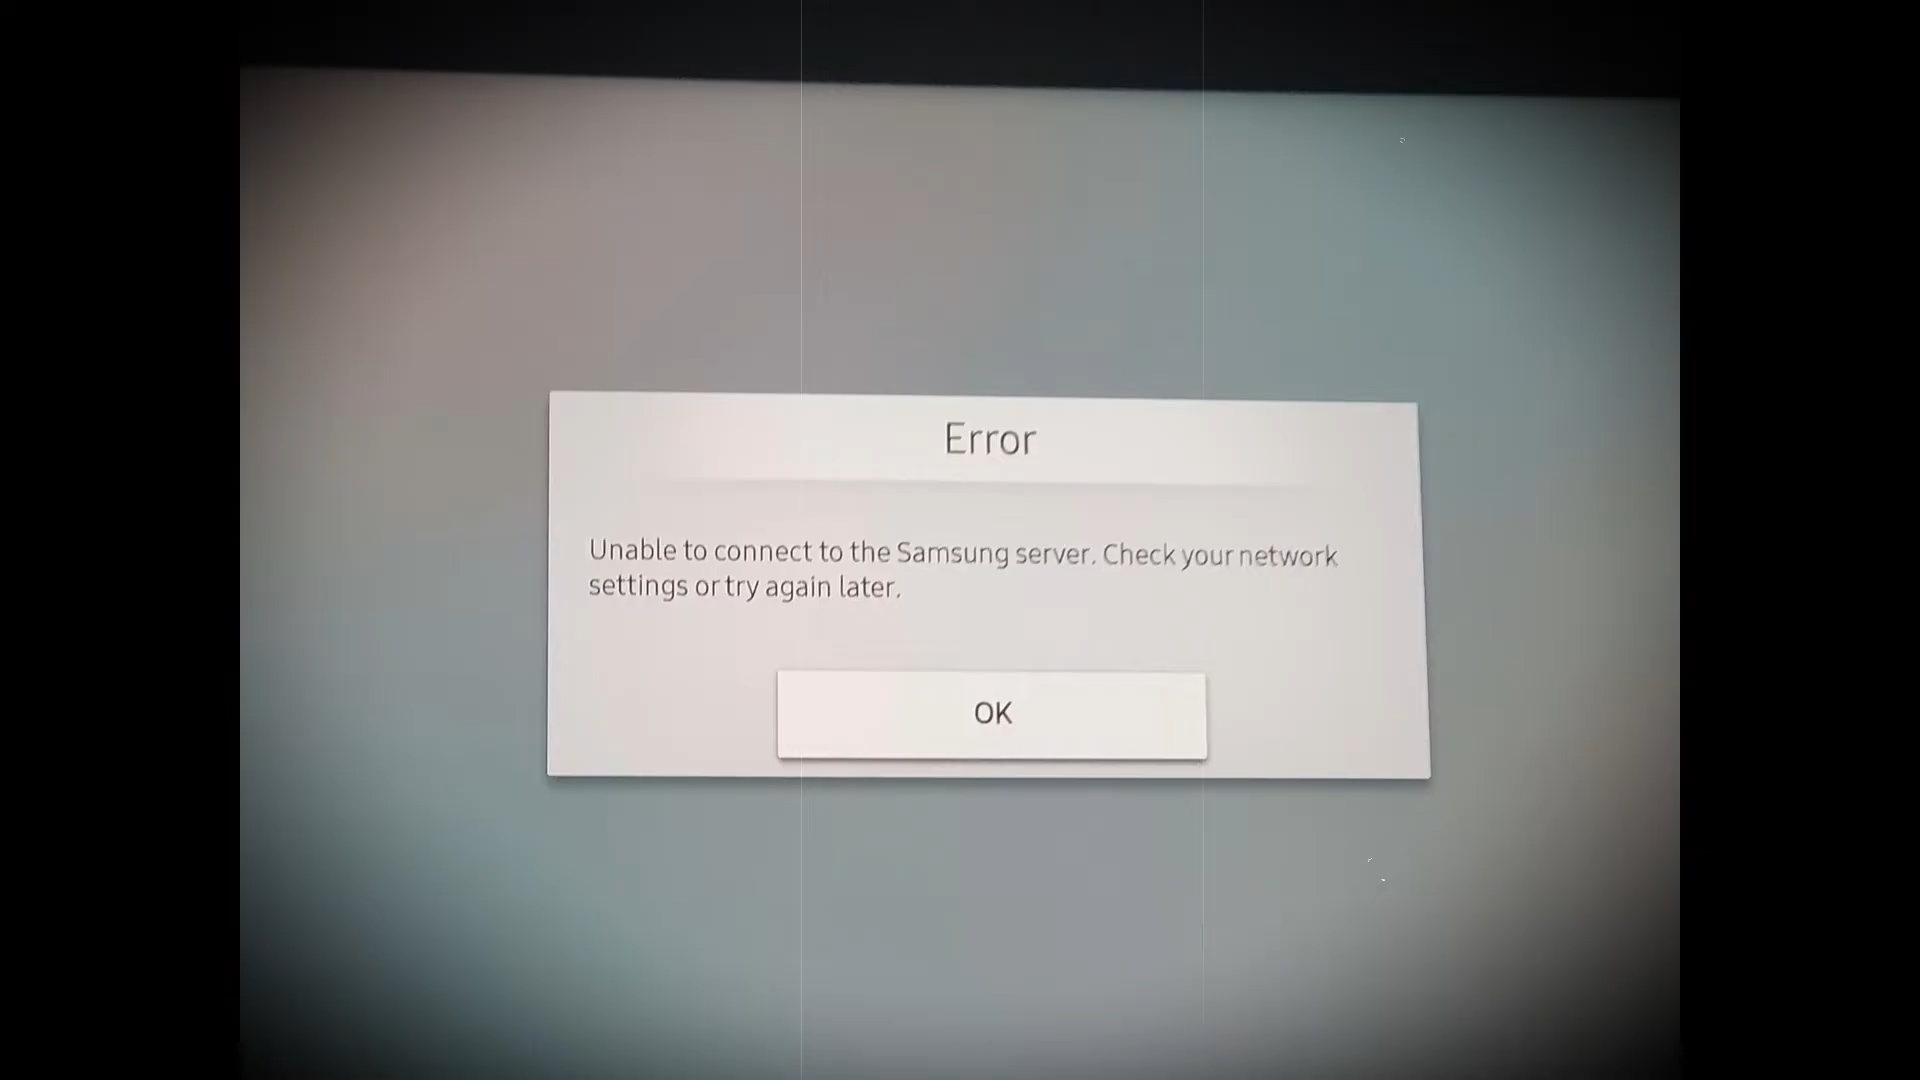 Error
Unable to connect to the Samsung server. Check your network
settings or try again later.
OK